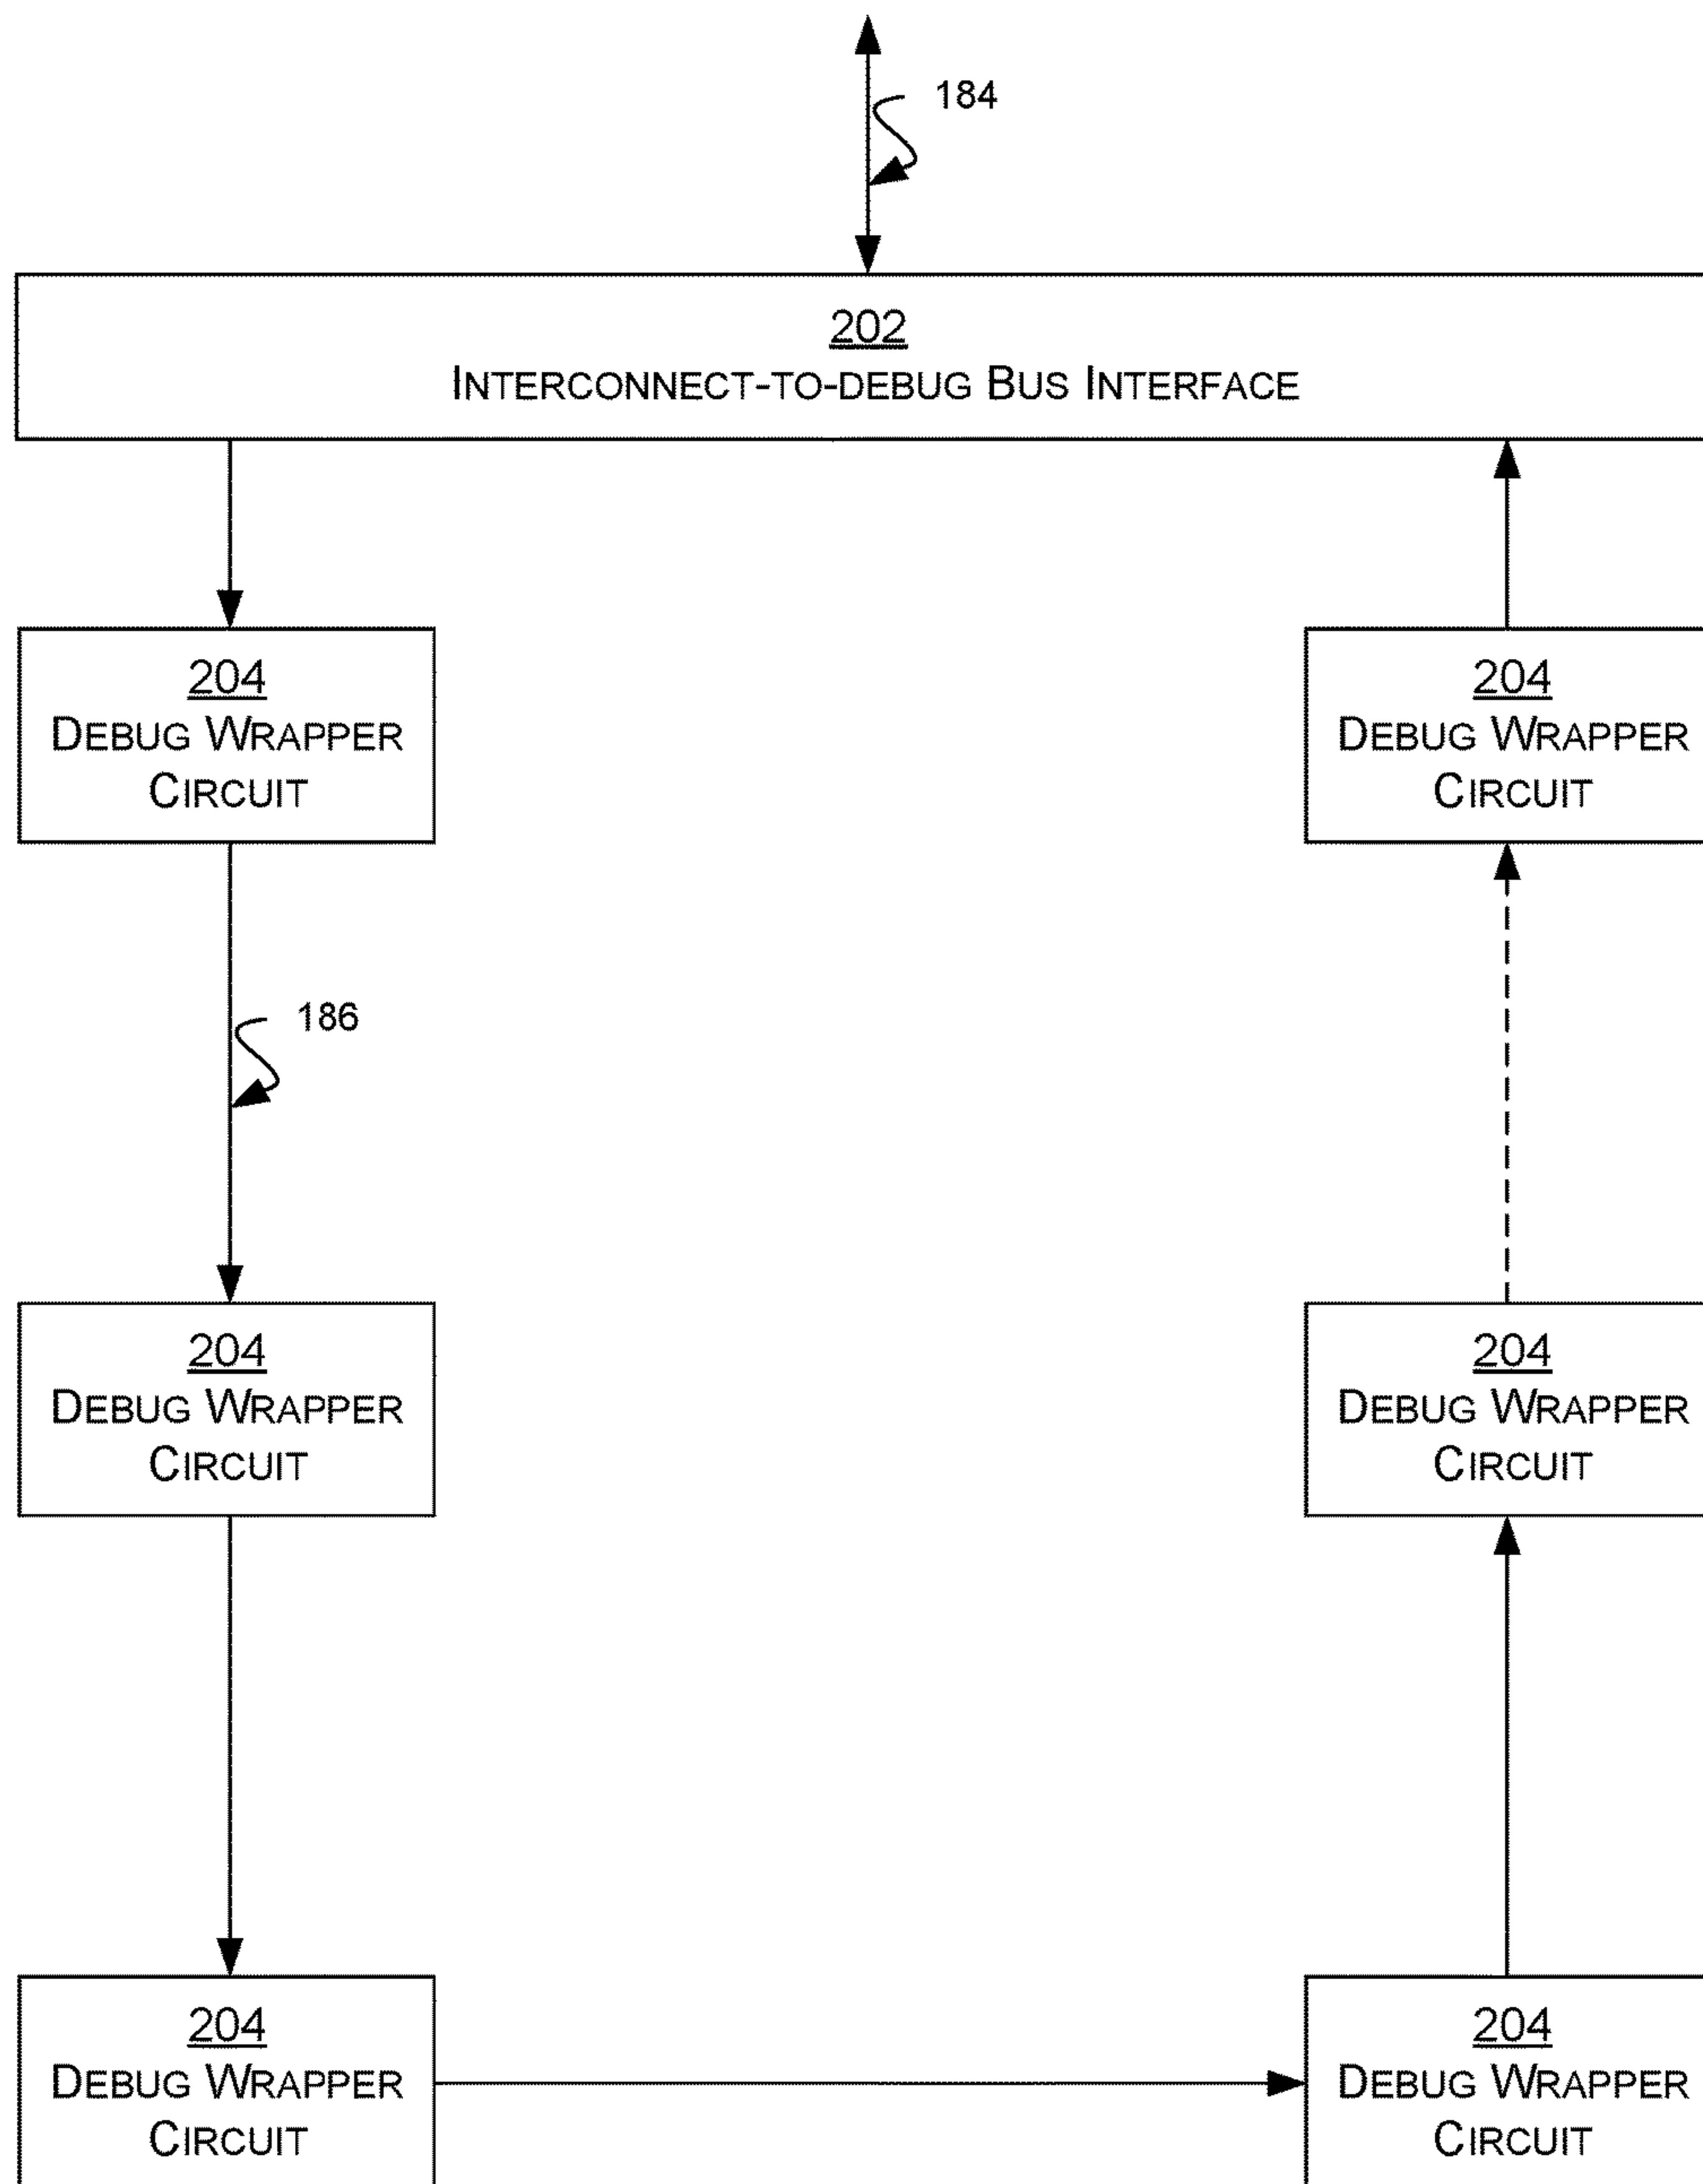 184
202
INTERCONNECT-TO-DEBUG BUS INTERFACE
204
DEBUG WRAPPER
CIRCUIT
204
DEBUG WRAPPER
CIRCUIT
186
204
DEBUG WRAPPER
CIRCUIT
204
DEBUG WRAPPER
CIRCUIT
204
DEBUG WRAPPER
CIRCUIT
204
DEBUG WRAPPER
CIRCUIT